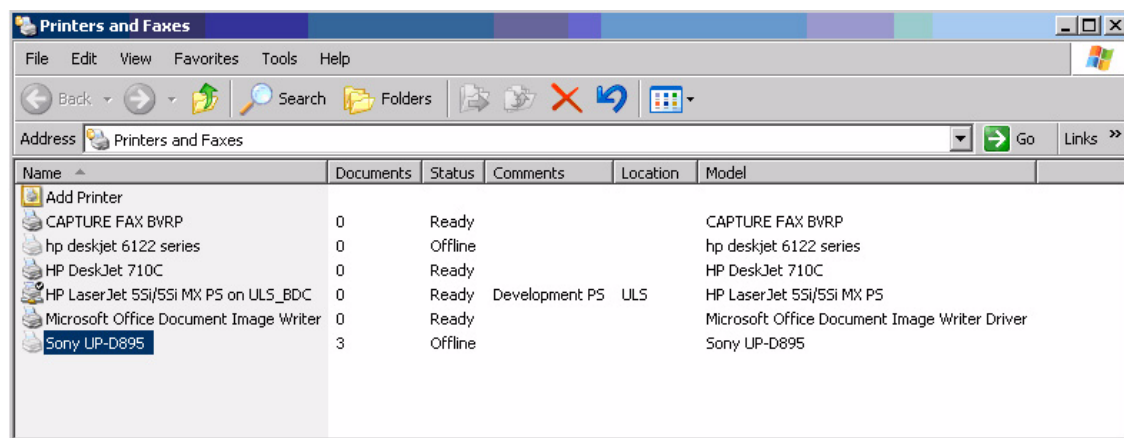 Printers and Faxes
File Edit View Favorites Tools Help
Back Search Folders
Address Printers and Faxes Go Links »
Name Documents Status Comments Location Model
Add Printer
CAPTURE FAX BVRP 0 Ready CAPTURE FAX BVRP
hp deskjet 6122 series 0 Offline hp deskjet 6122 series
HP DeskJet 710C 0 Ready HP DeskJet 710C
HP LaserJet 5Si/5Si MX PS on ULS_BDC 0 Ready Development PS ULS HP LaserJet 5Si/5Si MX PS
Microsoft Office Document Image Writer 0 Ready Microsoft Office Document Image Writer Driver
Sony UP-D895 3 Offline Sony UP-D895